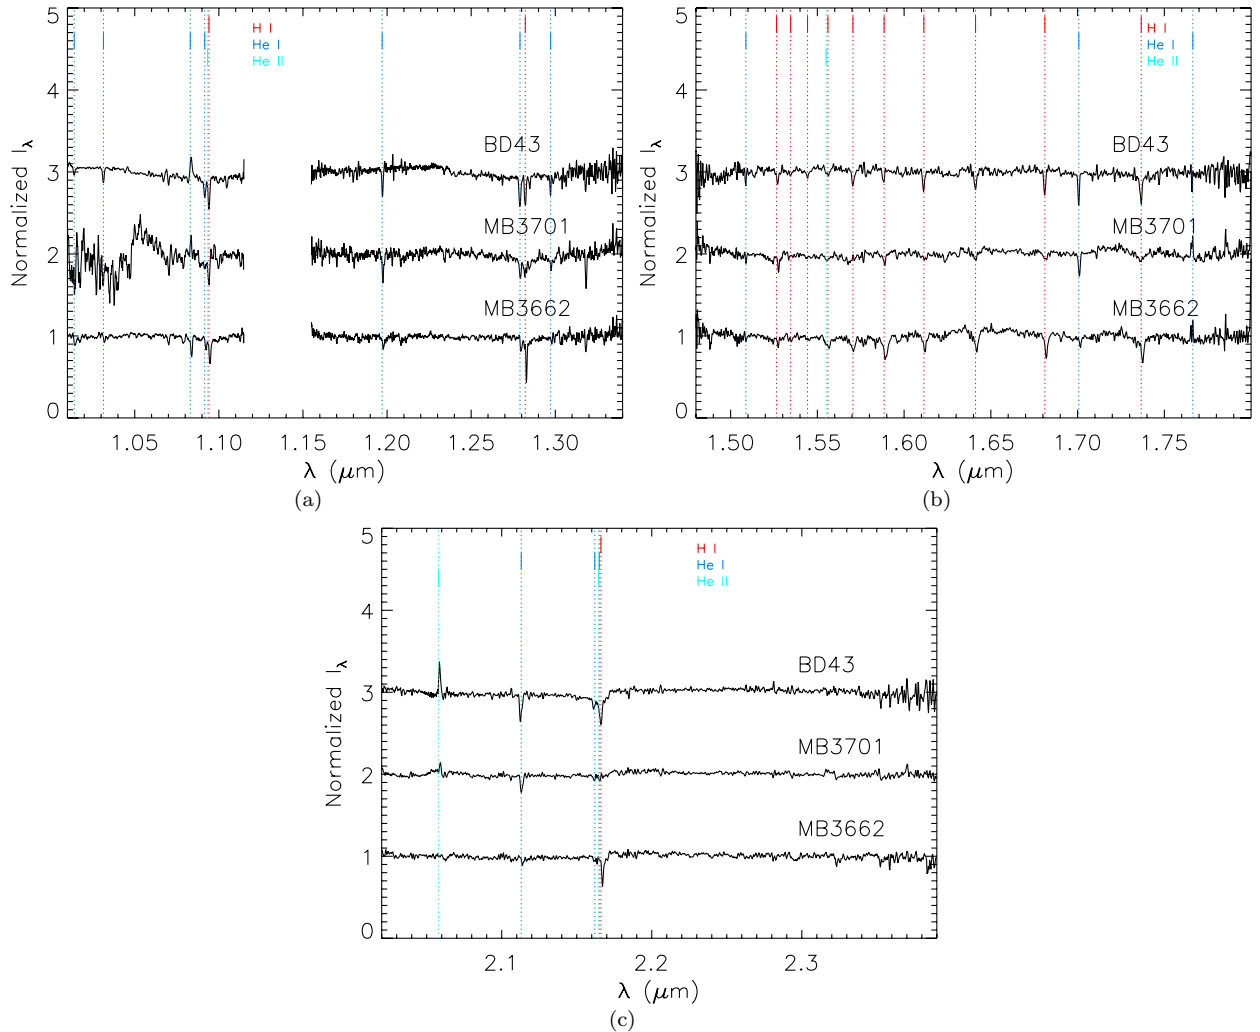 5
4
3
2
1
0
Normalized I_λ
H I
He I
He II
BD43
MB3701
MB3662
1.05 1.10 1.15 1.20 1.25 1.30
λ (μm)
(a)
5
4
3
2
1
0
Normalized I_λ
H I
He I
He II
BD43
MB3701
MB3662
1.50 1.55 1.60 1.65 1.70 1.75
λ (μm)
(b)
5
4
3
2
1
0
Normalized I_λ
H I
He I
He II
BD43
MB3701
MB3662
2.1 2.2 2.3
λ (μm)
(c)